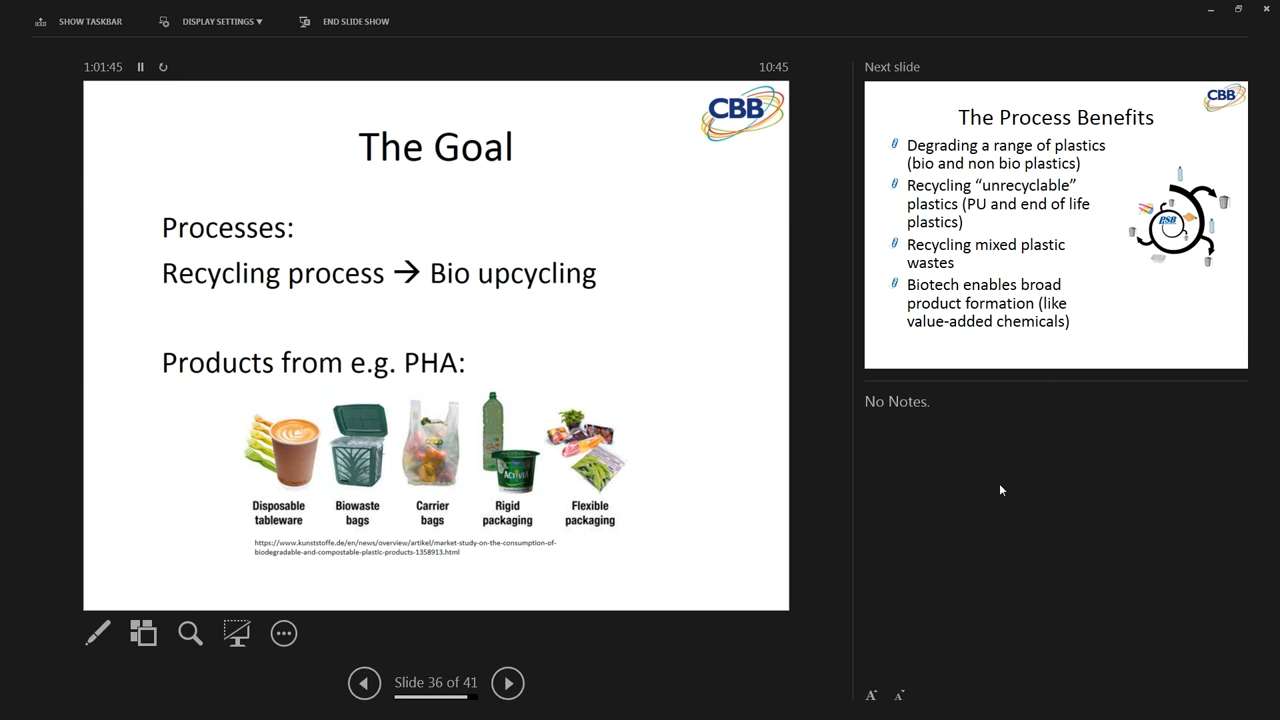 SHOW TASKBAR
DISPLAY SETTINGS ▼
END SLIDE SHOW
1:01:45
10:45
CBB
The Goal
Processes:
Recycling process → Bio upcycling
Products from e.g. PHA:
ACTIVIA
Disposable
tableware
Biowaste
bags
Carrier
bags
Rigid
packaging
Flexible
packaging
https://www.kunststoffe.de/en/news/overview/artikel/market-study-on-the-consumption-of-
biodegradable-and-compostable-plastic-products-1358913.html
Slide 36 of 41
Next slide
CBB
The Process Benefits
Degrading a range of plastics
(bio and non bio plastics)
Recycling “unrecyclable”
plastics (PU and end of life
plastics)
Recycling mixed plastic
wastes
Biotech enables broad
product formation (like
value-added chemicals)
PSB
No Notes.
A
A